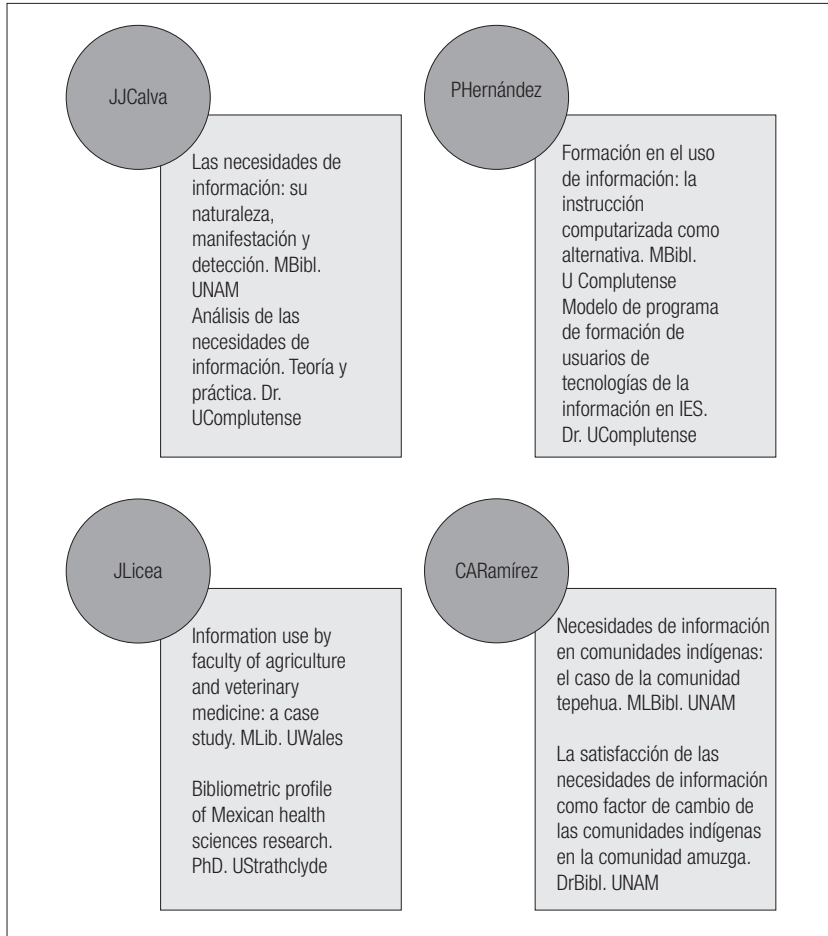 JJCalva
Las necesidades de
información: su
naturaleza,
manifestación y
detección. MBibl.
UNAM
Análisis de las
necesidades de
información. Teoría y
práctica. Dr.
UComplutense
PHernández
Formación en el uso
de información: la
instrucción
computarizada como
alternativa. MBibl.
U Complutense
Modelo de programa
de formación de
usuarios de
tecnologías de la
información en IES.
Dr. UComplutense
JLicea
Information use by
faculty of agriculture
and veterinary
medicine: a case
study. MLib. UWales
Bibliometric profile
of Mexican health
sciences research.
PhD. UStrathclyde
CARamírez
Necesidades de información
en comunidades indígenas:
el caso de la comunidad
tepehua. MLBibl. UNAM
La satisfacción de las
necesidades de información
como factor de cambio de
las comunidades indígenas
en la comunidad amuzga.
DrBibl. UNAM